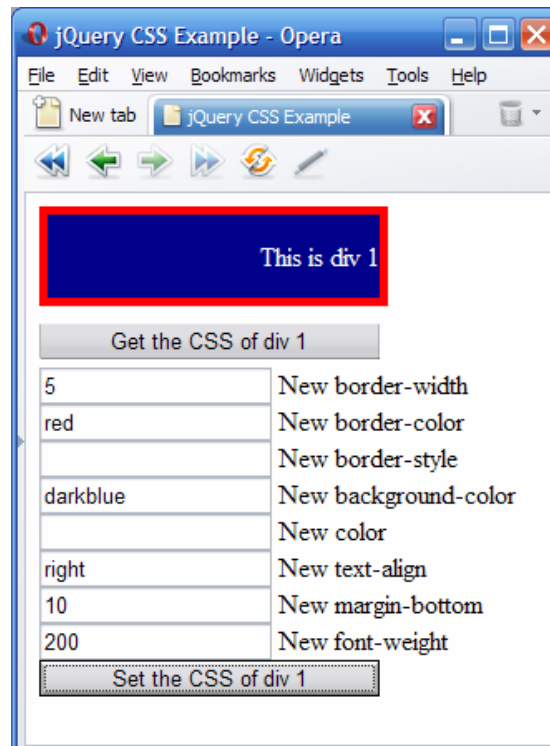 jQuery CSS Example - Opera
File Edit View Bookmarks Widgets Tools Help
New tab jQuery CSS Example
This is div 1
Get the CSS of div 1
5 New border-width
red New border-color
New border-style
darkblue New background-color
New color
right New text-align
10 New margin-bottom
200 New font-weight
Set the CSS of div 1